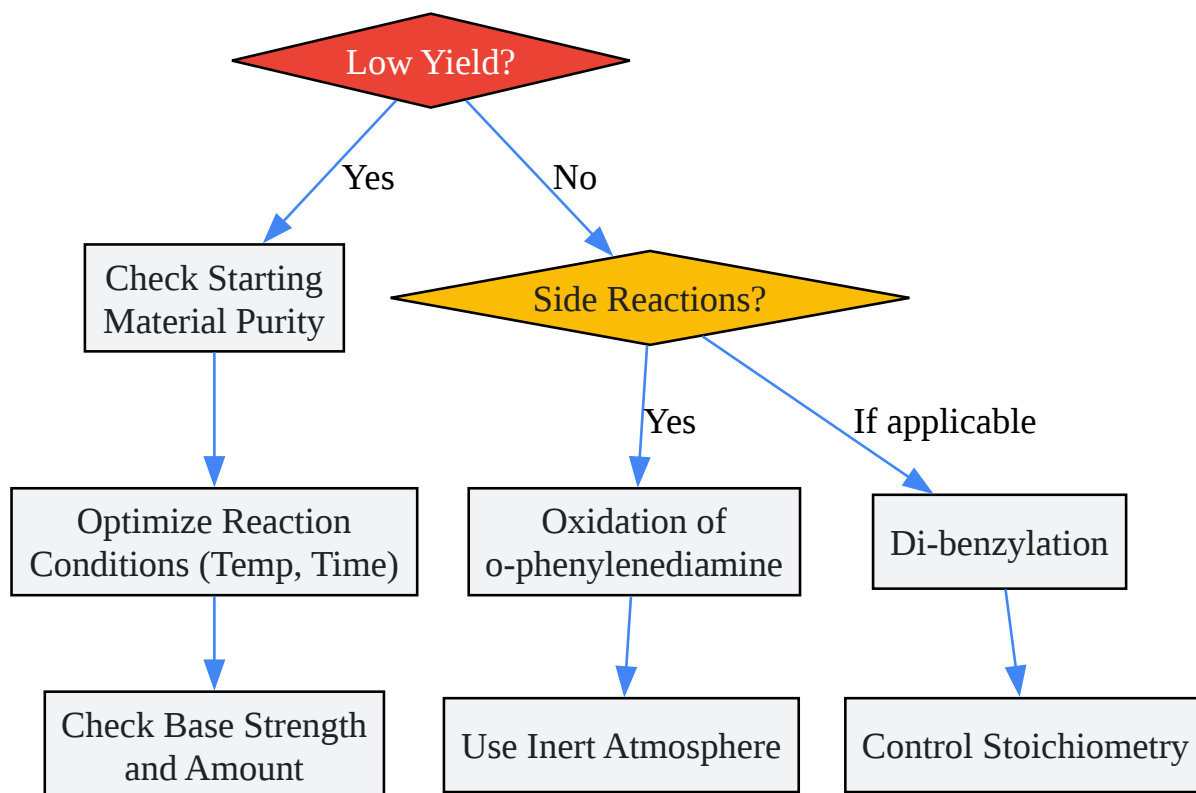 Low Yield?
Yes
No
Check Starting
Material Purity
Side Reactions?
Yes
If applicable
Optimize Reaction
Conditions (Temp, Time)
Oxidation of
o-phenylenediamine
Di-benzylation
Check Base Strength
and Amount
Use Inert Atmosphere
Control Stoichiometry